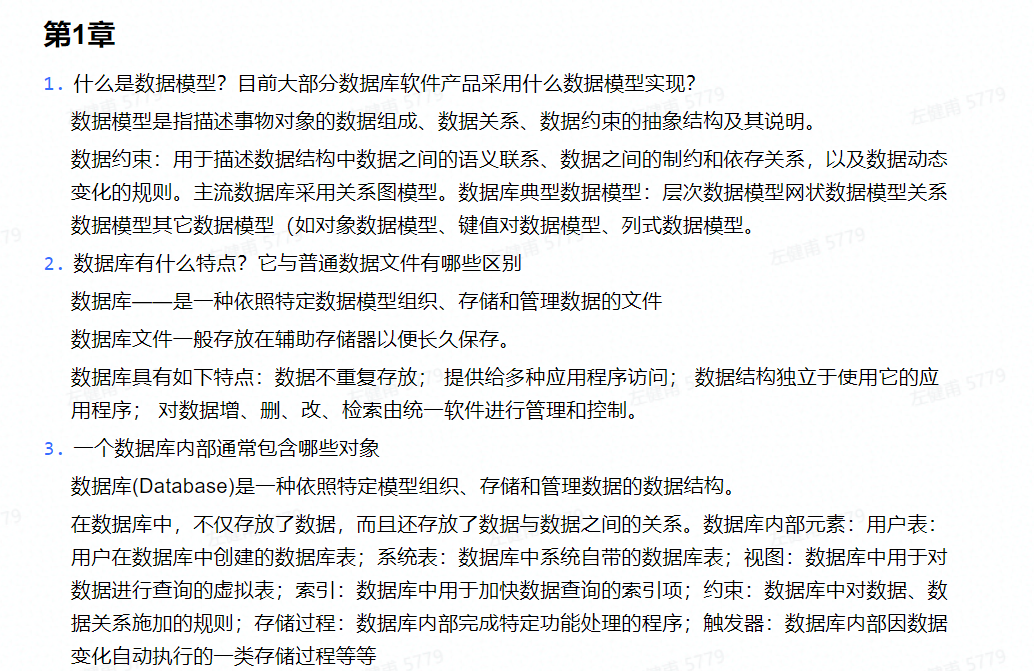 第1章
1. 什么是数据模型？目前大部分数据库软件产品采用什么数据模型实现？
数据模型是指描述事物对象的数据组成、数据关系、数据约束的抽象结构及其说明。
数据约束：用于描述数据结构中数据之间的语义联系、数据之间的制约和依存关系，以及数据动态
变化的规则。主流数据库采用关系图模型。数据库典型数据模型：层次数据模型网状数据模型关系
数据模型其它数据模型（如对象数据模型、键值对数据模型、列式数据模型。
2. 数据库有什么特点？它与普通数据文件有哪些区别
数据库——是一种依照特定数据模型组织、存储和管理数据的文件
数据库文件一般存放在辅助存储器以便长久保存。
数据库具有如下特点：数据不重复存放； 提供给多种应用程序访问； 数据结构独立于使用它的应
用程序； 对数据增、删、改、检索由统一软件进行管理和控制。
3. 一个数据库内部通常包含哪些对象
数据库(Database)是一种依照特定模型组织、存储和管理数据的数据结构。
在数据库中，不仅存放了数据，而且还存放了数据与数据之间的关系。数据库内部元素：用户表：
用户在数据库中创建的数据库表；系统表：数据库中系统自带的数据库表；视图：数据库中用于对
数据进行查询的虚拟表；索引：数据库中用于加快数据查询的索引项；约束：数据库中对数据、数
据关系施加的规则；存储过程：数据库内部完成特定功能处理的程序；触发器：数据库内部因数据
变化自动执行的一类存储过程等等
左健甫 5779